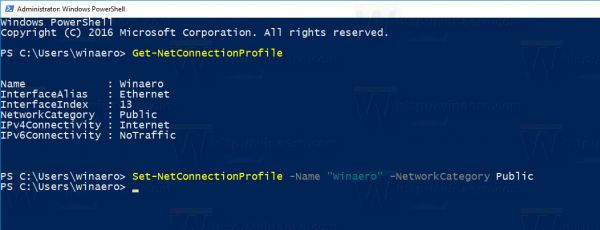 Administrator: Windows PowerShell
Windows PowerShell
Copyright (C) 2016 Microsoft Corporation. All rights reserved.
PS C:\Users\winaero> Get-NetConnectionProfile
Name             : Winaero
InterfaceAlias   : Ethernet
InterfaceIndex   : 13
NetworkCategory  : Public
IPv4Connectivity : Internet
IPv6Connectivity : NoTraffic
PS C:\Users\winaero> Set-NetConnectionProfile -Name "Winaero" -NetworkCategory Public
PS C:\Users\winaero> _